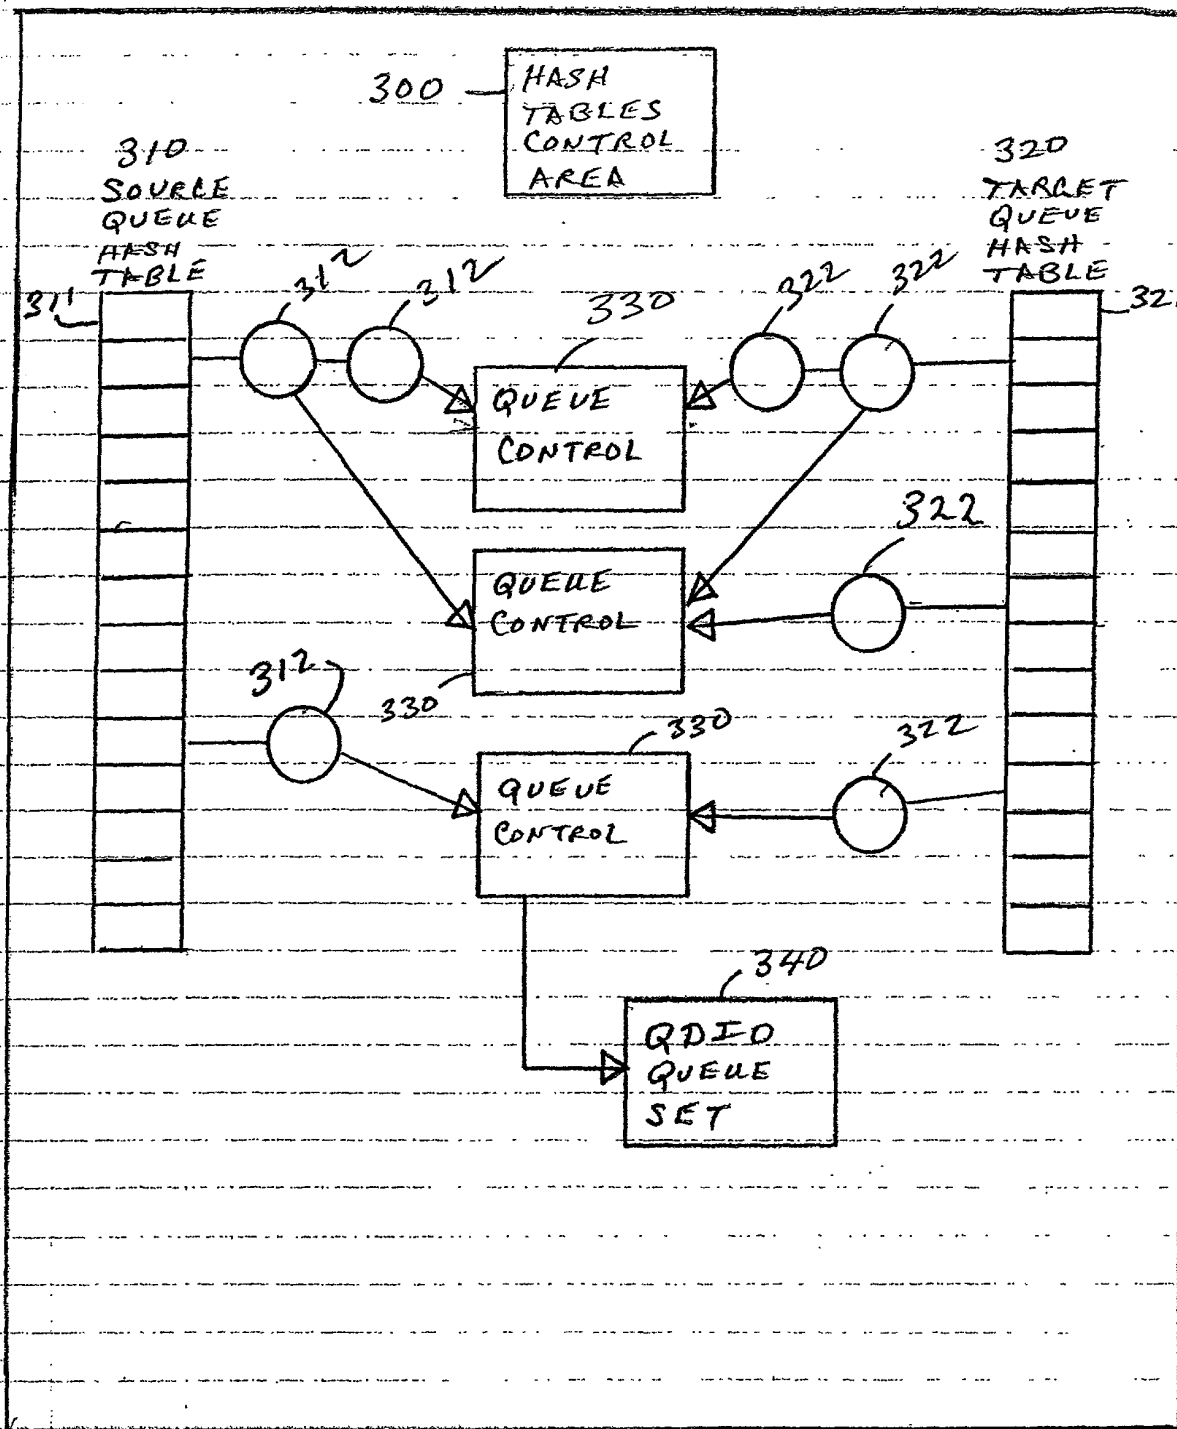 300
HASH
TABLES
CONTROL
AREA
310
SOURCE
QUEUE
HASH
TABLE
320
TARGET
QUEUE
HASH
TABLE
311
312
312
330
322
322
32
QUEUE
CONTROL
322
QUEUE
CONTROL
330
312
330
322
QUEUE
CONTROL
340
QDIO
QUEUE
SET